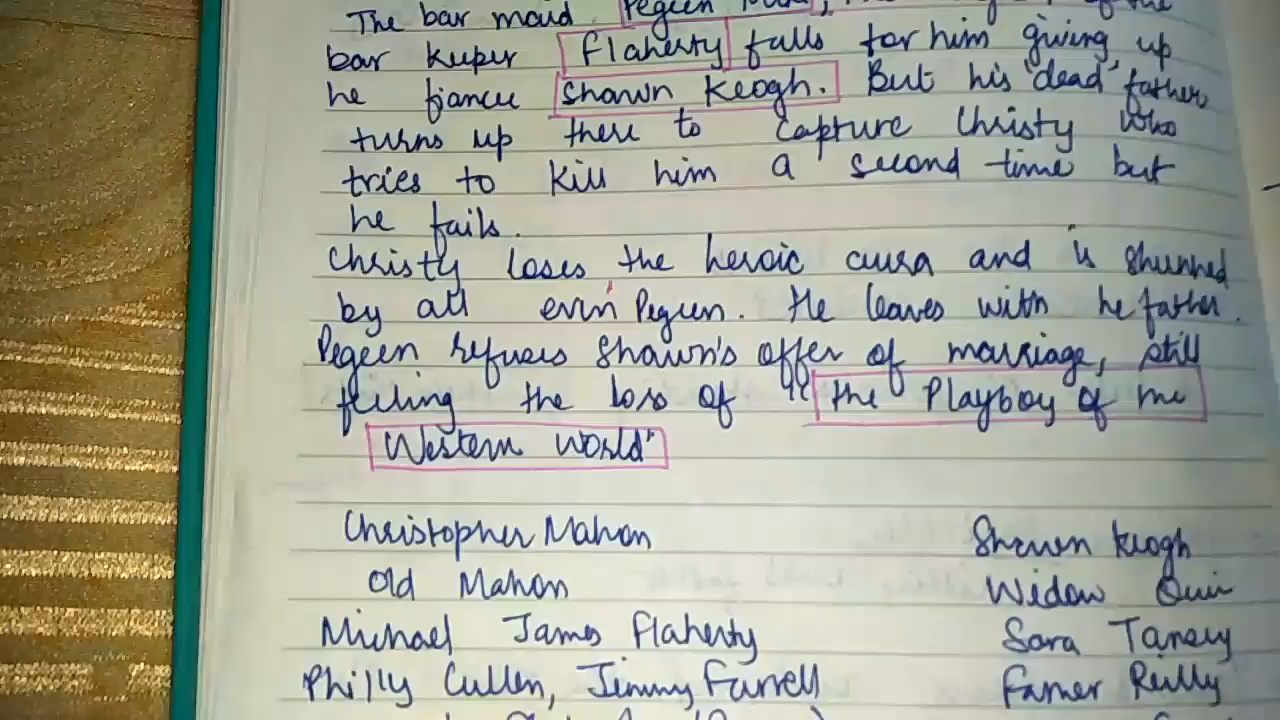 The bar maid Pegeen
bar keeper Flaherty falls for him giving up
he fiance Shawn Keogh. But his 'dead' father
turns up there to capture Christy who
tries to kill him a second time but
he fails.
Christy loses the heroic aura and is shunned
by all even Pegeen. He leaves with he father.
Pegeen refuses Shawn's offer of marriage, still
feeling the loss of "the Playboy of the
Western World"
Christopher Mahon
Old Mahon
Michael James Flaherty
Philly Cullen, Jimmy Farrell
Shawn Keogh
Widow Quin
Sara Tansey
Farmer Reilly